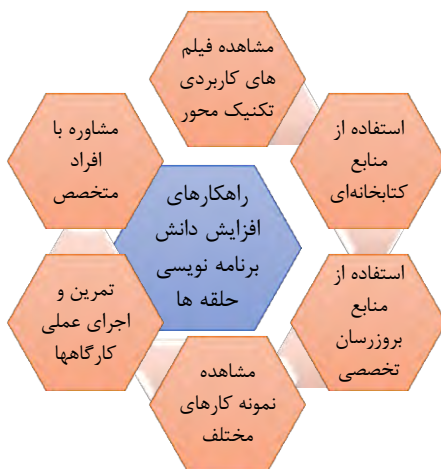 مشاهده فیلم
های کاربردی
تکنیک محور
استفاده از
منابع
کتابخانه‌ای
استفاده از
منابع
بروزرسان
تخصصی
مشاهده
نمونه کارهای
مختلف
تمرین و
اجرای عملی
کارگاهها
مشاوره با
افراد
متخصص
راهکارهای
افزایش دانش
برنامه نویسی
حلقه ها